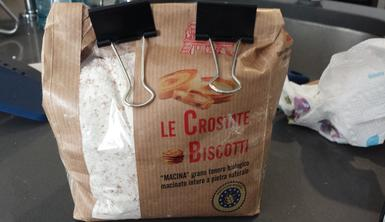 LE CROSTATE
BISCOTTI
"MACINA" grano tenero biologico
macinato intero a pietra naturale